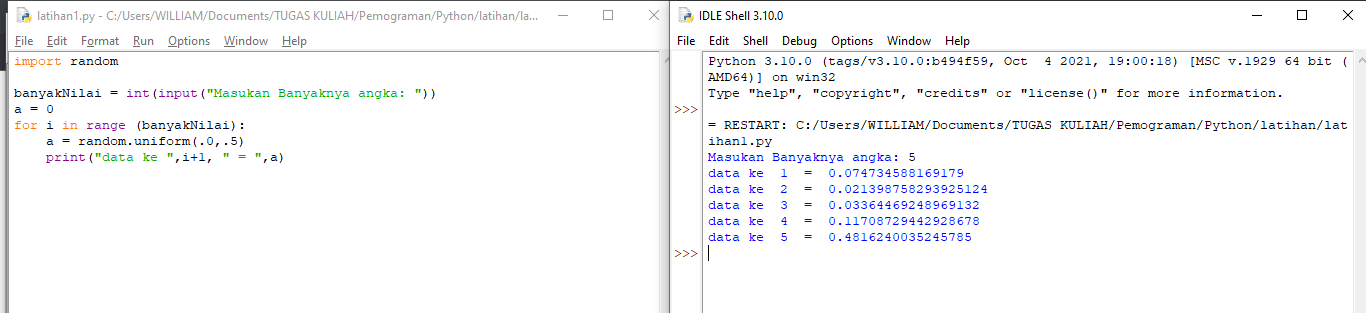 latihan1.py - C:/Users/WILLIAM/Documents/TUGAS KULIAH/Pemograman/Python/latihan/la...
File Edit Format Run Options Window Help
import random
banyakNilai = int(input("Masukan Banyaknya angka: "))
a = 0
for i in range (banyakNilai):
    a = random.uniform(.0,.5)
    print("data ke ",i+1, " = ",a)
IDLE Shell 3.10.0
File Edit Shell Debug Options Window Help
Python 3.10.0 (tags/v3.10.0:b494f59, Oct  4 2021, 19:00:18) [MSC v.1929 64 bit (
AMD64)] on win32
Type "help", "copyright", "credits" or "license()" for more information.
>>>
= RESTART: C:/Users/WILLIAM/Documents/TUGAS KULIAH/Pemograman/Python/latihan/lat
ihan1.py
Masukan Banyaknya angka: 5
data ke  1  =  0.074734588169179
data ke  2  =  0.021398758293925124
data ke  3  =  0.03364469248969132
data ke  4  =  0.11708729442928678
data ke  5  =  0.4816240035245785
>>>